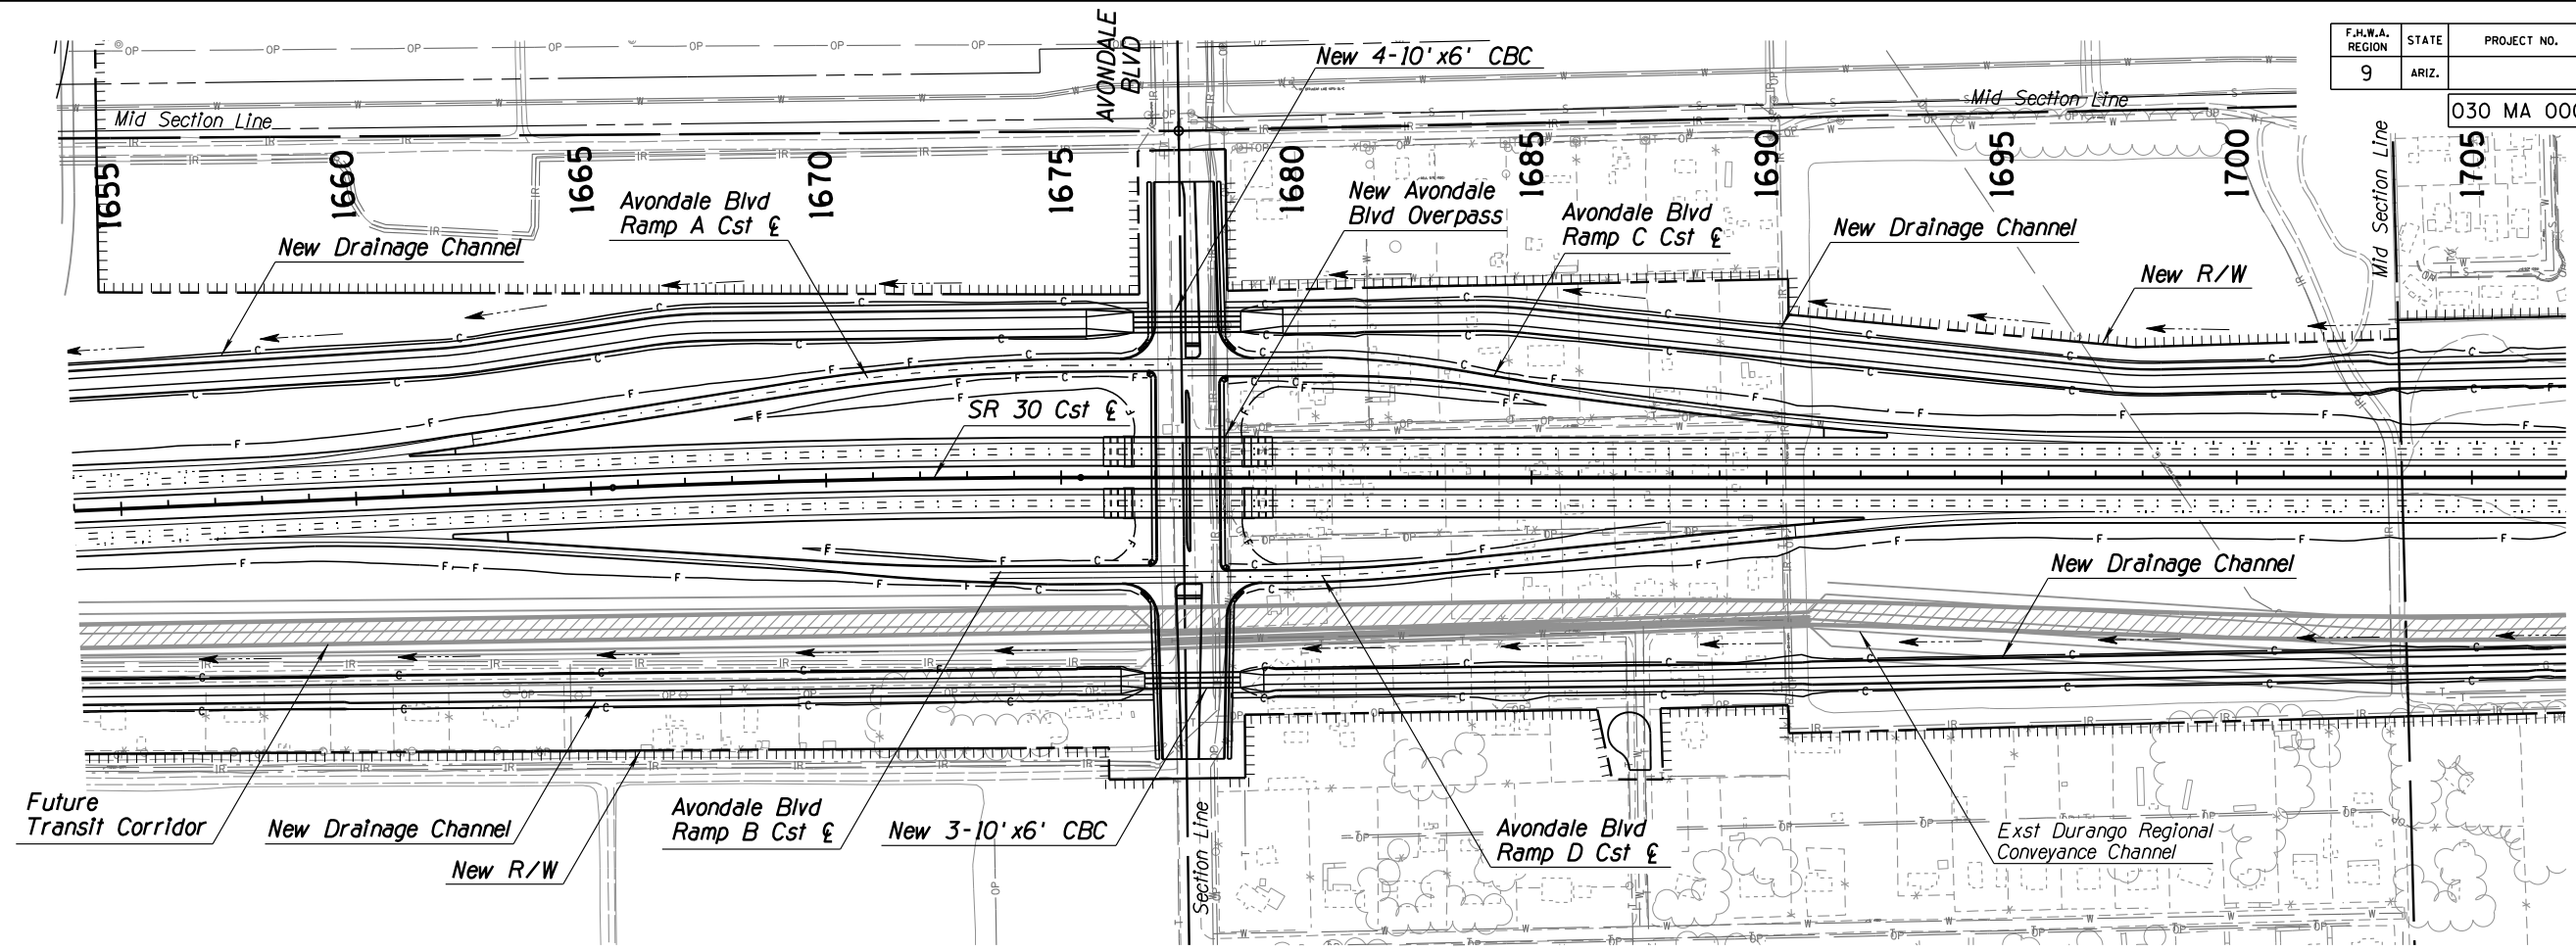 AVONDALE
BLVD
New 4-10'x6' CBC
F.H.W.A.
REGION
STATE
PROJECT NO.
9
ARIZ.
030 MA 000
Mid Section Line
Mid Section Line
Mid Section Line
1655
1660
1665
1670
1675
1680
1685
1690
1695
1700
1705
Avondale Blvd
Ramp A Cst ℄
New Avondale
Blvd Overpass
Avondale Blvd
Ramp C Cst ℄
New Drainage Channel
New Drainage Channel
New R/W
SR 30 Cst ℄
New Drainage Channel
Future
Transit Corridor
New Drainage Channel
New R/W
Avondale Blvd
Ramp B Cst ℄
New 3-10'x6' CBC
Section Line
Avondale Blvd
Ramp D Cst ℄
Exst Durango Regional
Conveyance Channel